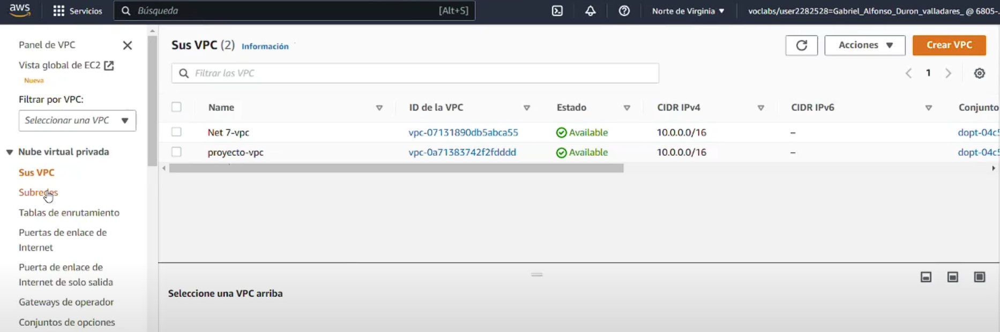 aws
Servicios
Búsqueda
[Alt+S]
Norte de Virginia
voclabs/user2282528=Gabriel_Alfonso_Duron_valladares_ @ 6805-
Panel de VPC
Vista global de EC2
Nueva
Filtrar por VPC:
Seleccionar una VPC
Nube virtual privada
Sus VPC
Subredes
Tablas de enrutamiento
Puertas de enlace de
Internet
Puerta de enlace de
Internet de solo salida
Gateways de operador
Conjuntos de opciones
Sus VPC (2) Información
Acciones
Crear VPC
Filtrar las VPC
1
Name ID de la VPC Estado CIDR IPv4 CIDR IPv6 Conjunto
Net 7-vpc vpc-07131890db5abca55 Available 10.0.0.0/16 – dopt-04c5
proyecto-vpc vpc-0a71383742f2fdddd Available 10.0.0.0/16 – dopt-04c5
Seleccione una VPC arriba